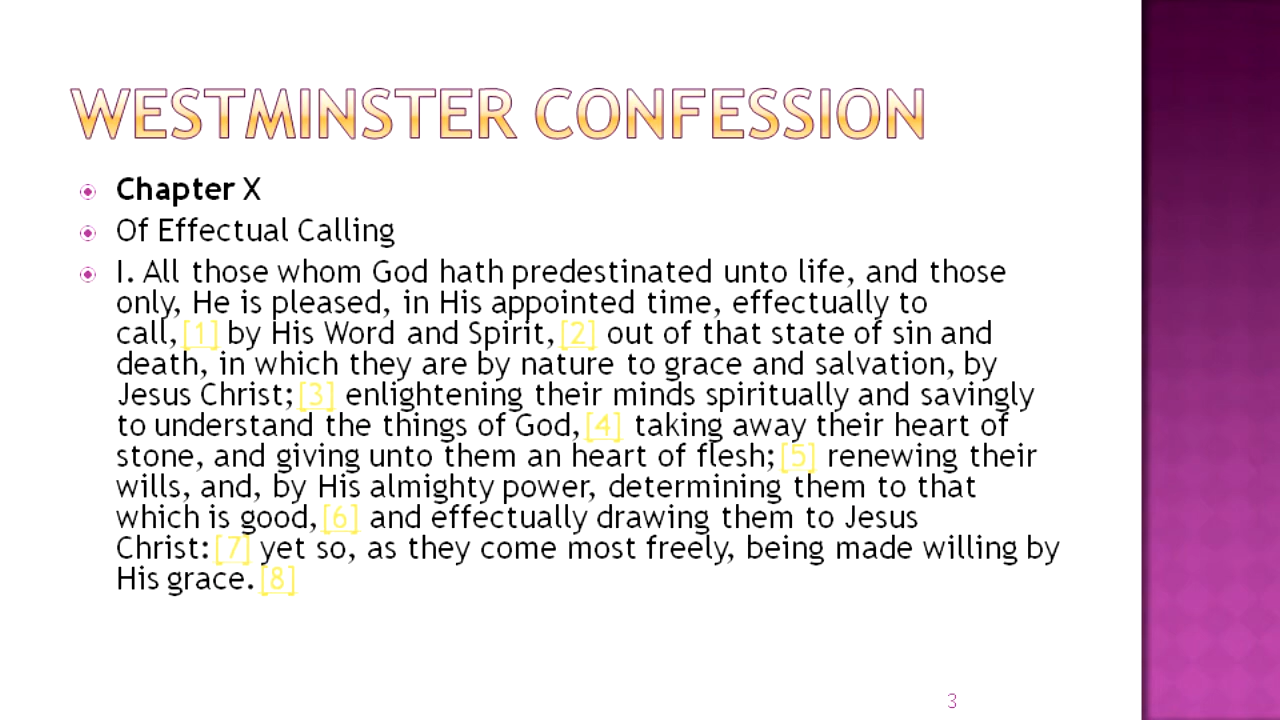 WESTMINSTER CONFESSION
Chapter X
Of Effectual Calling
I. All those whom God hath predestinated unto life, and those
only, He is pleased, in His appointed time, effectually to
call,[1] by His Word and Spirit,[2] out of that state of sin and
death, in which they are by nature to grace and salvation, by
Jesus Christ;[3] enlightening their minds spiritually and savingly
to understand the things of God,[4] taking away their heart of
stone, and giving unto them an heart of flesh;[5] renewing their
wills, and, by His almighty power, determining them to that
which is good,[6] and effectually drawing them to Jesus
Christ:[7] yet so, as they come most freely, being made willing by
His grace.[8]
3